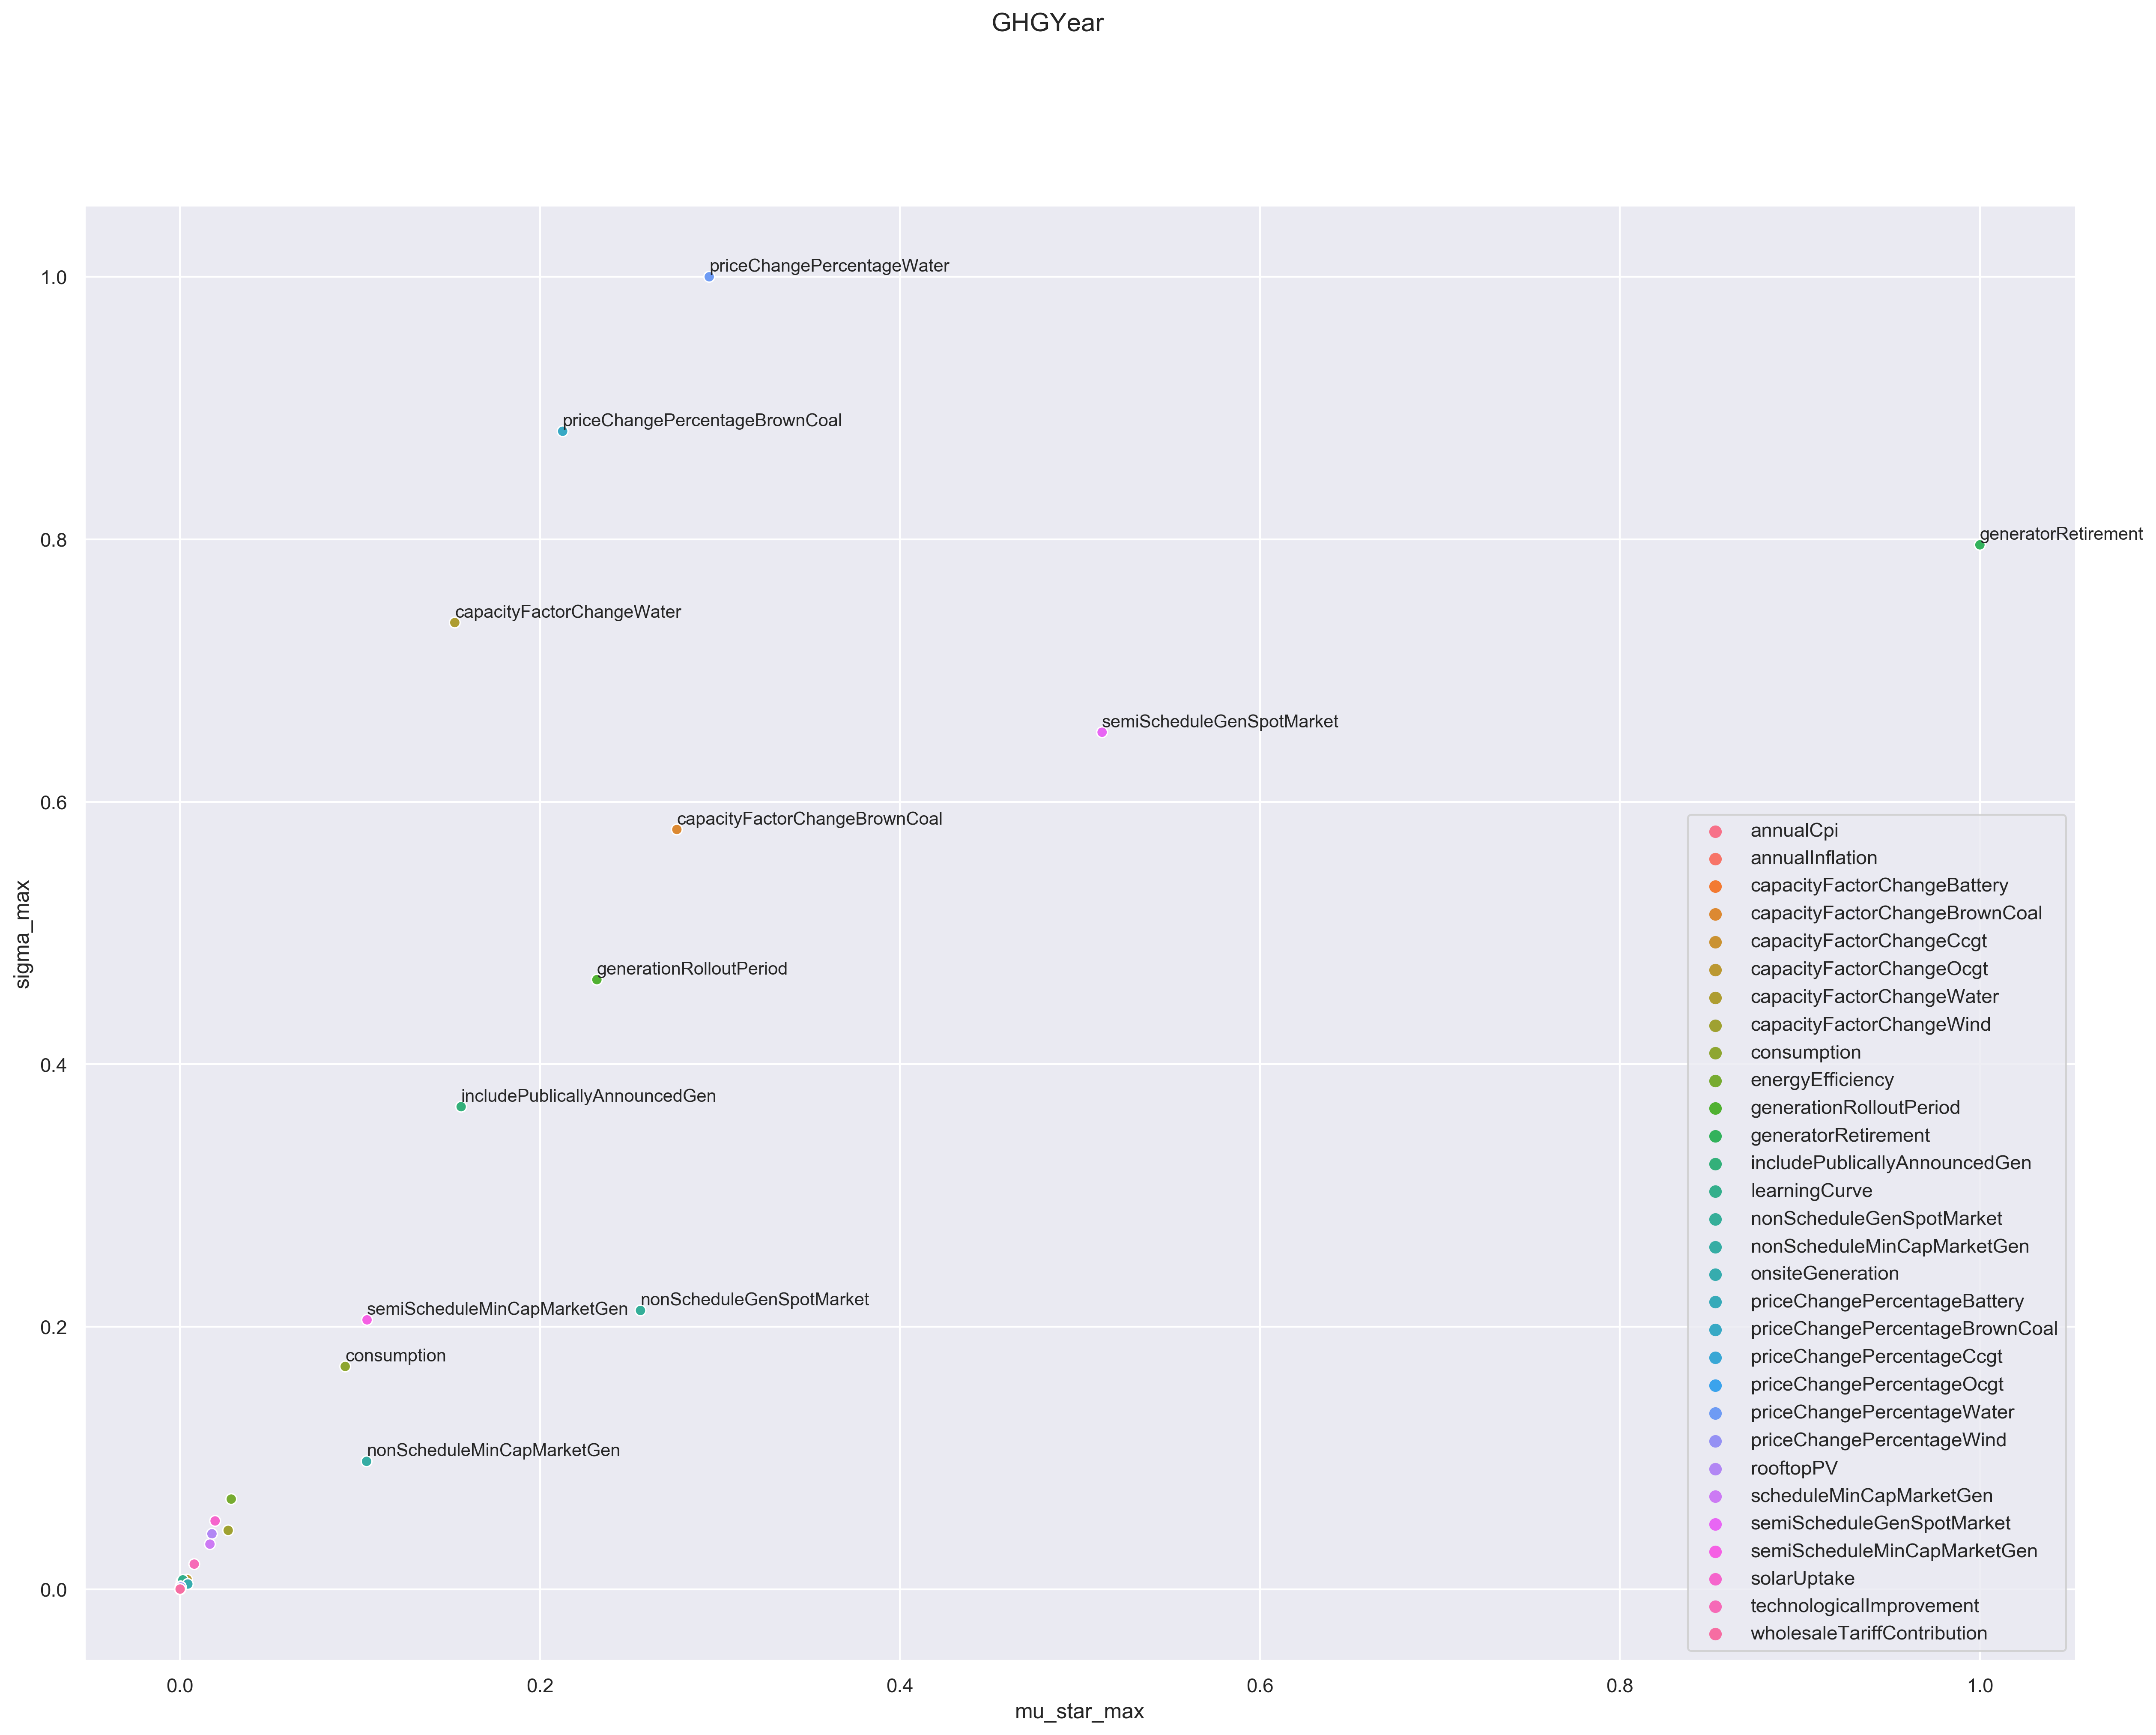 GHGYear
priceChangePercentageWater
priceChangePercentageBrownCoal
generatorRetirement
capacityFactorChangeWater
semiScheduleGenSpotMarket
capacityFactorChangeBrownCoal
generationRolloutPeriod
includePublicallyAnnouncedGen
nonScheduleGenSpotMarket
semiScheduleMinCapMarketGen
consumption
nonScheduleMinCapMarketGen
1.0
0.8
0.6
0.4
0.2
0.0
sigma_max
0.0 0.2 0.4 0.6 0.8 1.0
mu_star_max
annualCpi
annualInflation
capacityFactorChangeBattery
capacityFactorChangeBrownCoal
capacityFactorChangeCcgt
capacityFactorChangeOcgt
capacityFactorChangeWater
capacityFactorChangeWind
consumption
energyEfficiency
generationRolloutPeriod
generatorRetirement
includePublicallyAnnouncedGen
learningCurve
nonScheduleGenSpotMarket
nonScheduleMinCapMarketGen
onsiteGeneration
priceChangePercentageBattery
priceChangePercentageBrownCoal
priceChangePercentageCcgt
priceChangePercentageOcgt
priceChangePercentageWater
priceChangePercentageWind
rooftopPV
scheduleMinCapMarketGen
semiScheduleGenSpotMarket
semiScheduleMinCapMarketGen
solarUptake
technologicalImprovement
wholesaleTariffContribution